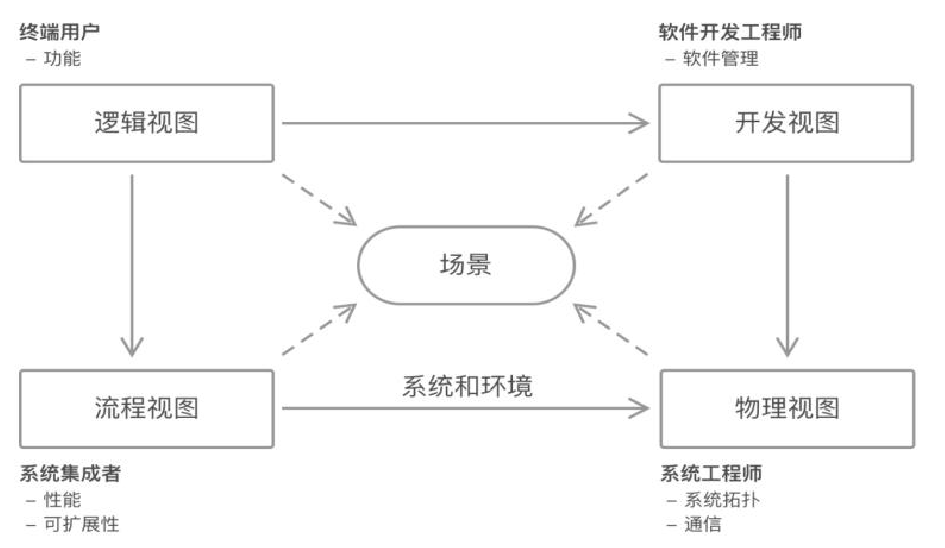 终端用户
– 功能
软件开发工程师
– 软件管理
逻辑视图
开发视图
场景
系统和环境
流程视图
物理视图
系统集成者
– 性能
– 可扩展性
系统工程师
– 系统拓扑
– 通信